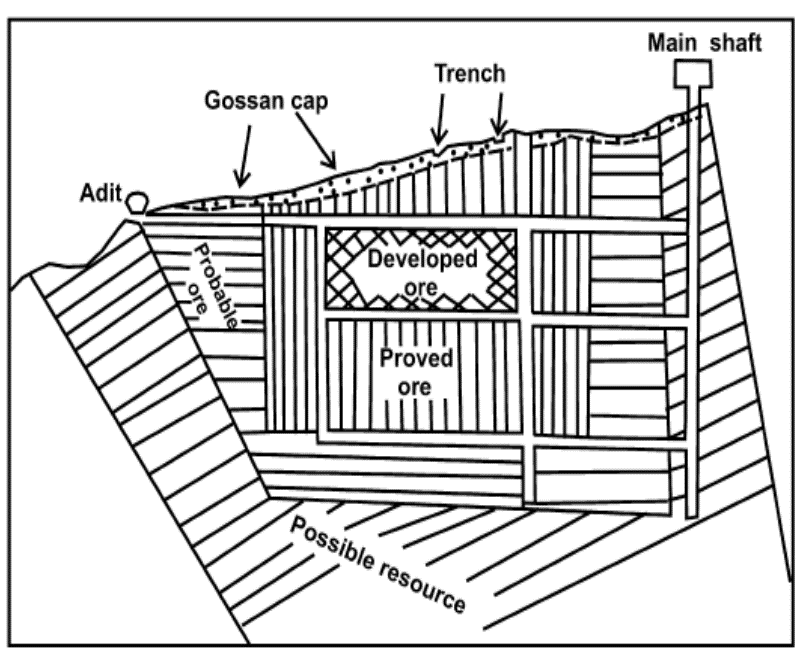 Main shaft
Trench
Gossan cap
Adit
Probable
ore
Developed
ore
Proved
ore
Possible resource